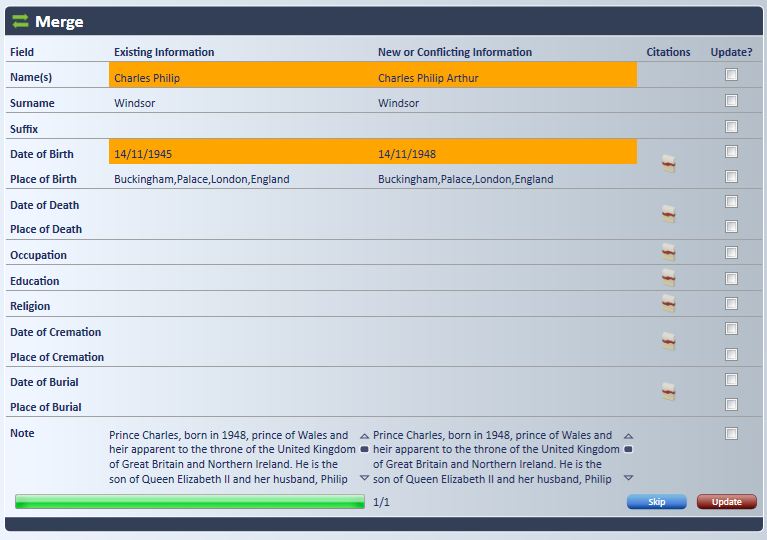 Merge
Field Existing Information New or Conflicting Information Citations Update?
Name(s) Charles Philip Charles Philip Arthur
Surname Windsor Windsor
Suffix
Date of Birth 14/11/1945 14/11/1948
Place of Birth Buckingham,Palace,London,England Buckingham,Palace,London,England
Date of Death
Place of Death
Occupation
Education
Religion
Date of Cremation
Place of Cremation
Date of Burial
Place of Burial
Note Prince Charles, born in 1948, prince of Wales and Prince Charles, born in 1948, prince of Wales and
heir apparent to the throne of the United Kingdom heir apparent to the throne of the United Kingdom
of Great Britain and Northern Ireland. He is the of Great Britain and Northern Ireland. He is the
son of Queen Elizabeth II and her husband, Philip son of Queen Elizabeth II and her husband, Philip
1/1 Skip Update